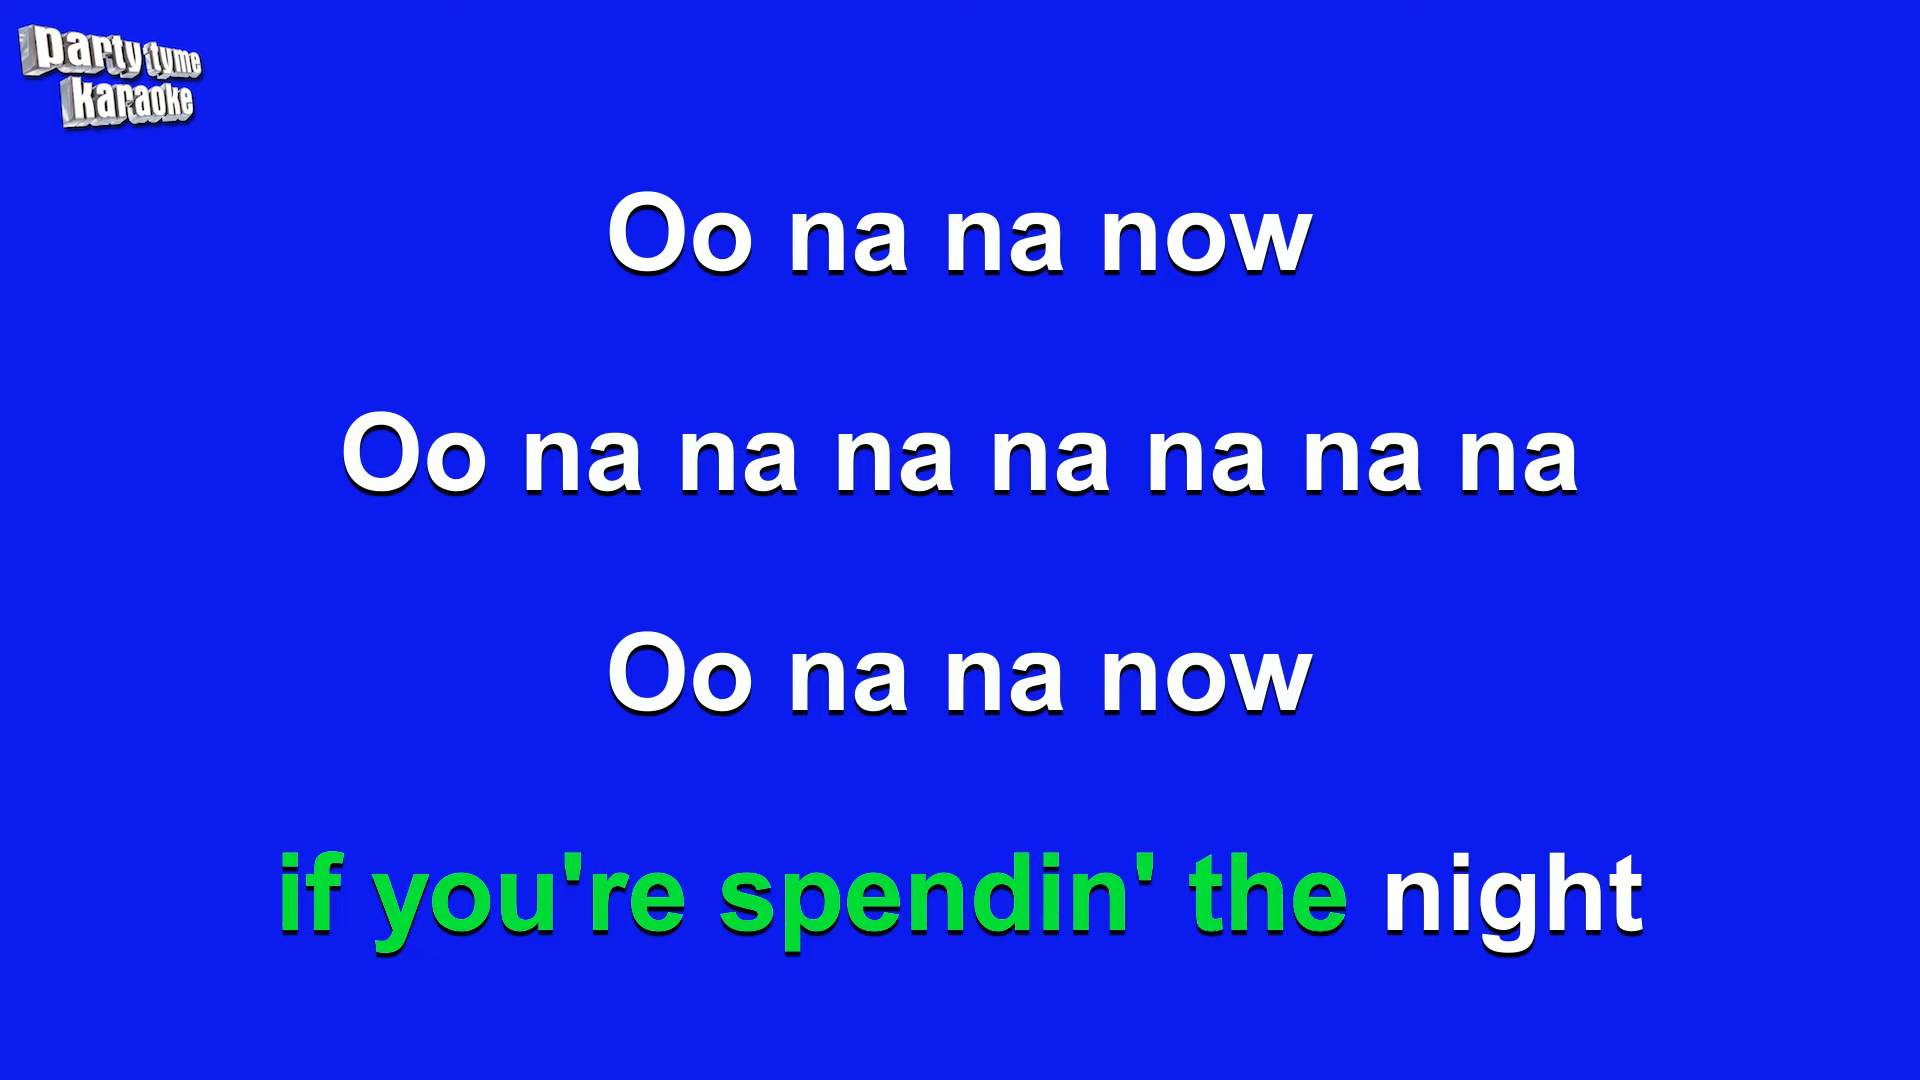 party tyme
karaoke
Oo na na now
Oo na na na na na na na
Oo na na now
if you're spendin' the night